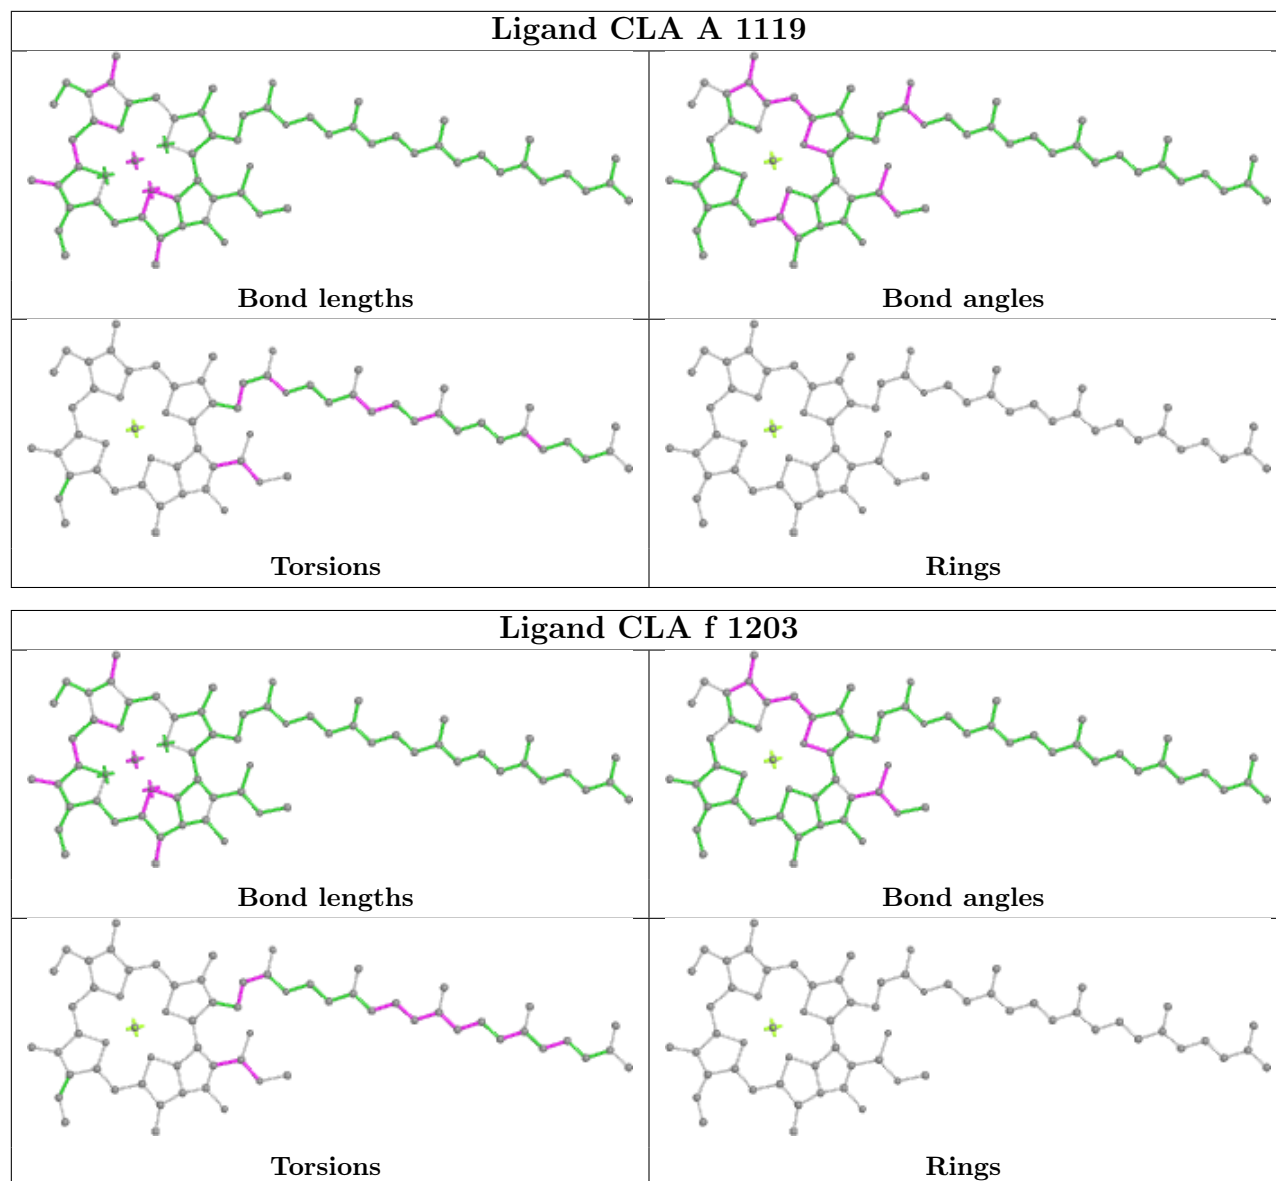 Ligand CLA A 1119
Bond lengths
Bond angles
Torsions
Rings
Ligand CLA f 1203
Bond lengths
Bond angles
Torsions
Rings